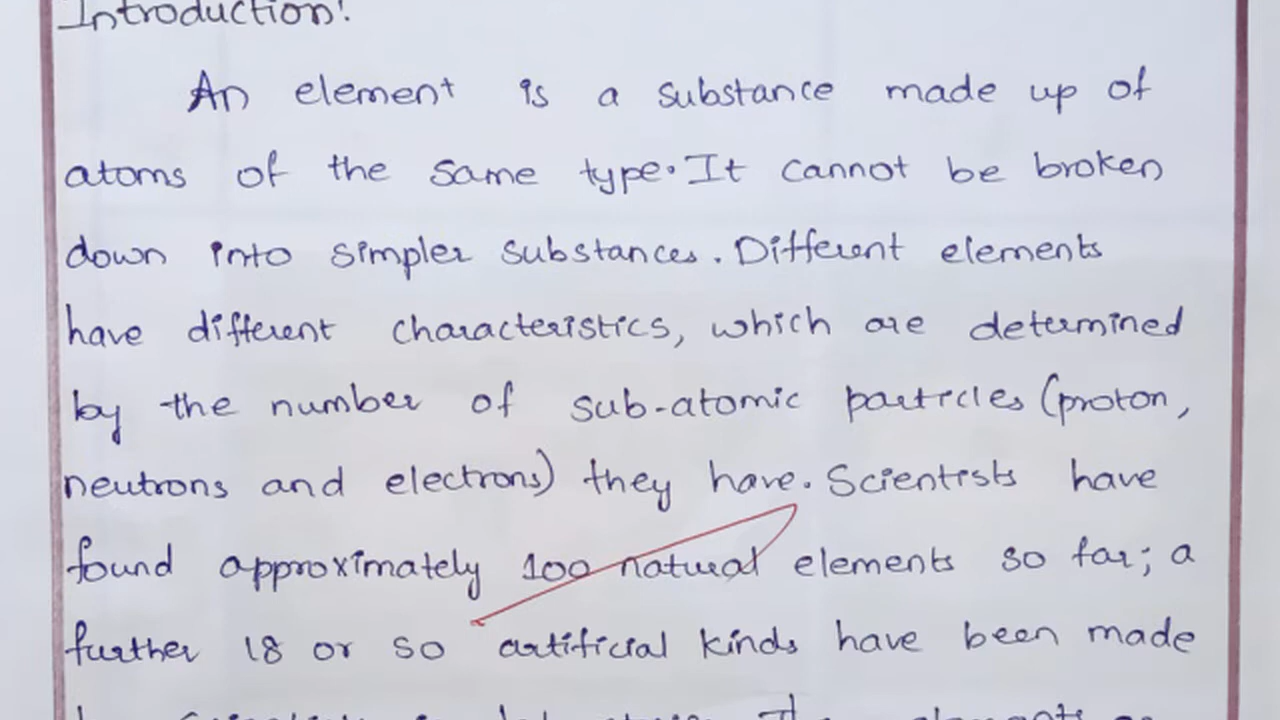 Introduction:
An element is a substance made up of
atoms of the same type. It cannot be broken
down into simpler substances. Different elements
have different characteristics, which are determined
by the number of sub-atomic particles (proton,
neutrons and electrons) they have. Scientists have
found approximately 100 natural elements so far; a
further 18 or so artificial kinds have been made